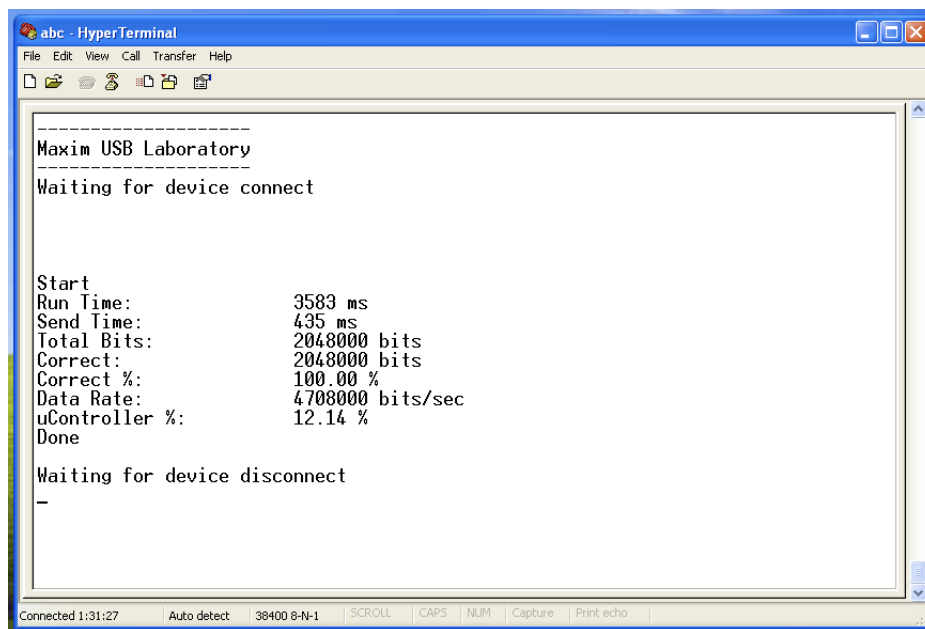 abc - HyperTerminal
File Edit View Call Transfer Help
--------------------
Maxim USB Laboratory
--------------------
Waiting for device connect
Start
Run Time: 3583 ms
Send Time: 435 ms
Total Bits: 2048000 bits
Correct: 2048000 bits
Correct %: 100.00 %
Data Rate: 4708000 bits/sec
uController %: 12.14 %
Done
Waiting for device disconnect
_
Connected 1:31:27 Auto detect 38400 8-N-1 SCROLL CAPS NUM Capture Print echo